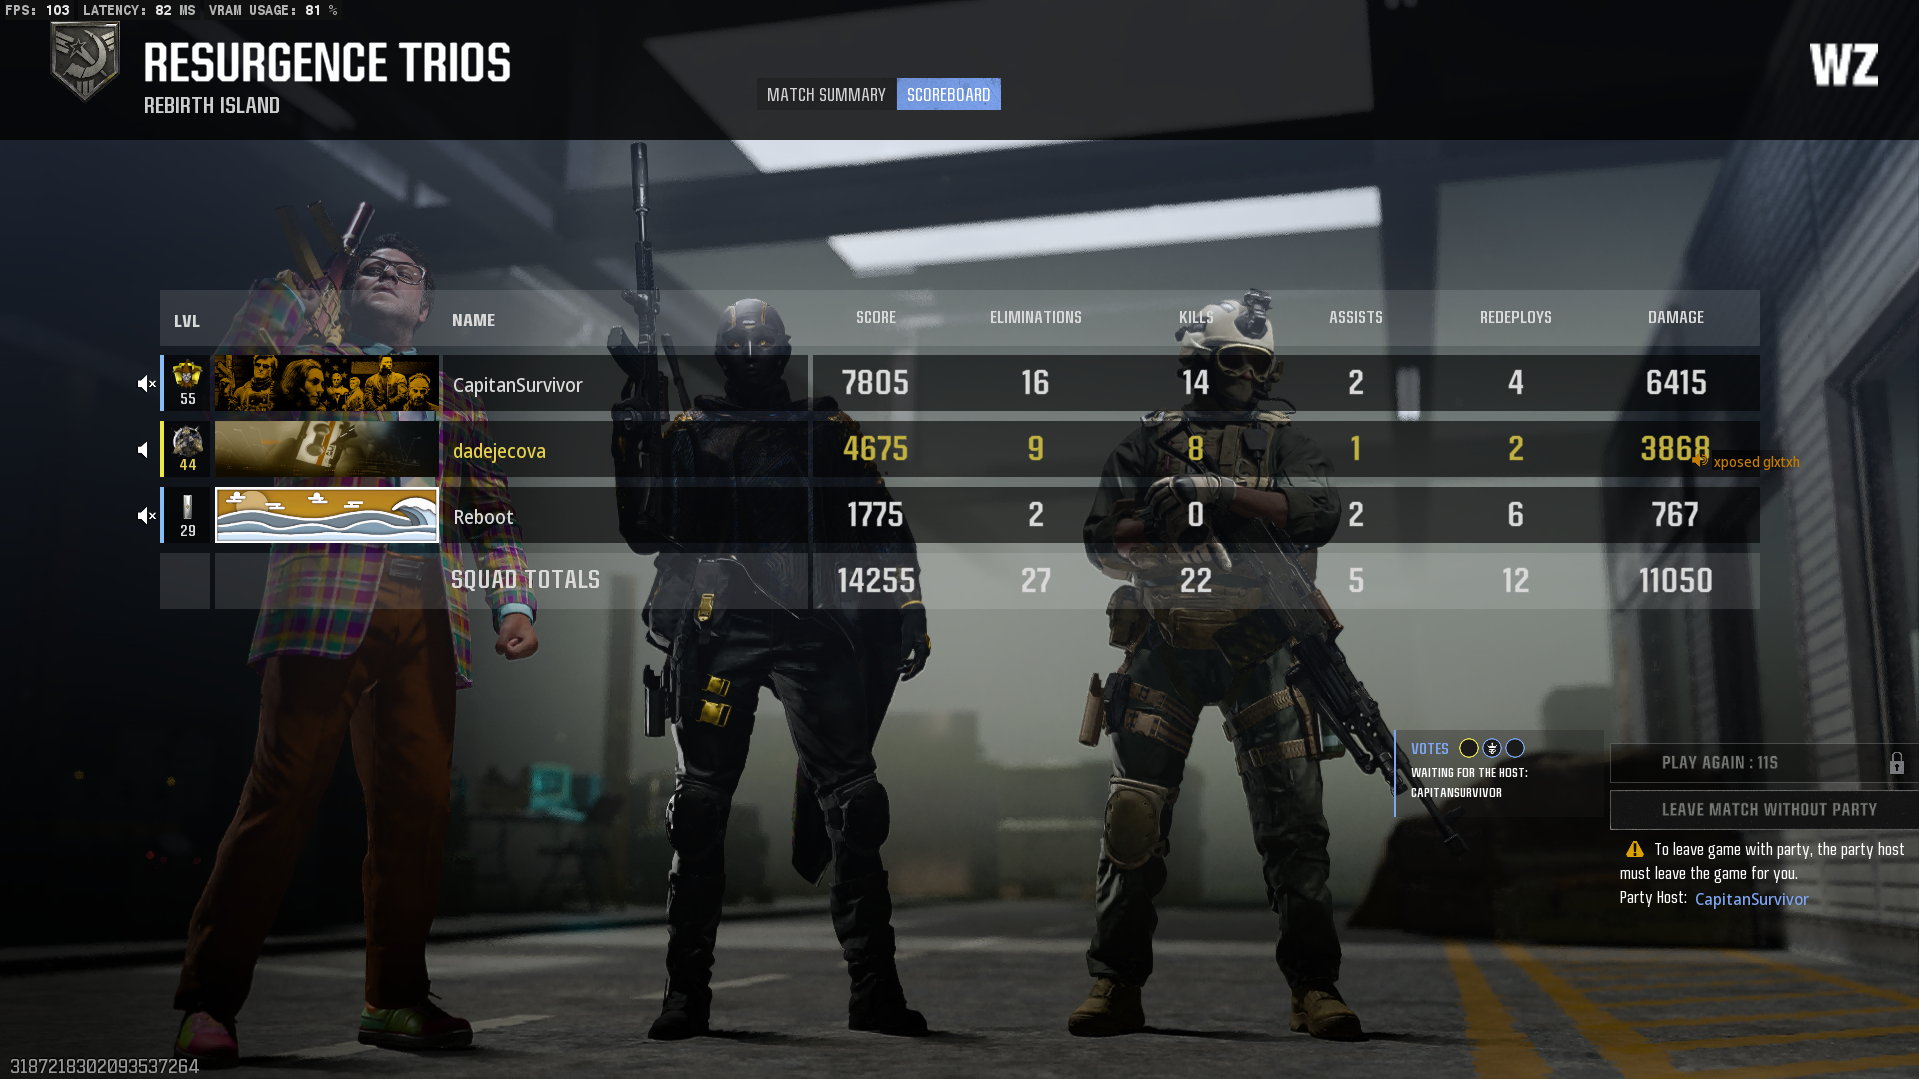 FPS: 103 LATENCY: 82 MS VRAM USAGE: 81 %
RESURGENCE TRIOS
REBIRTH ISLAND
MATCH SUMMARY SCOREBOARD
WZ
LVL NAME SCORE ELIMINATIONS KILLS ASSISTS REDEPLOYS DAMAGE
55 CapitanSurvivor 7805 16 14 2 4 6415
44 dadejecova 4675 9 8 1 2 3868
xposed glxtxh
29 Reboot 1775 2 0 2 6 767
SQUAD TOTALS 14255 27 22 5 12 11050
VOTES
WAITING FOR THE HOST:
CAPITANSURVIVOR
PLAY AGAIN : 11S
LEAVE MATCH WITHOUT PARTY
To leave game with party, the party host
must leave the game for you.
Party Host: CapitanSurvivor
3187218302093537264